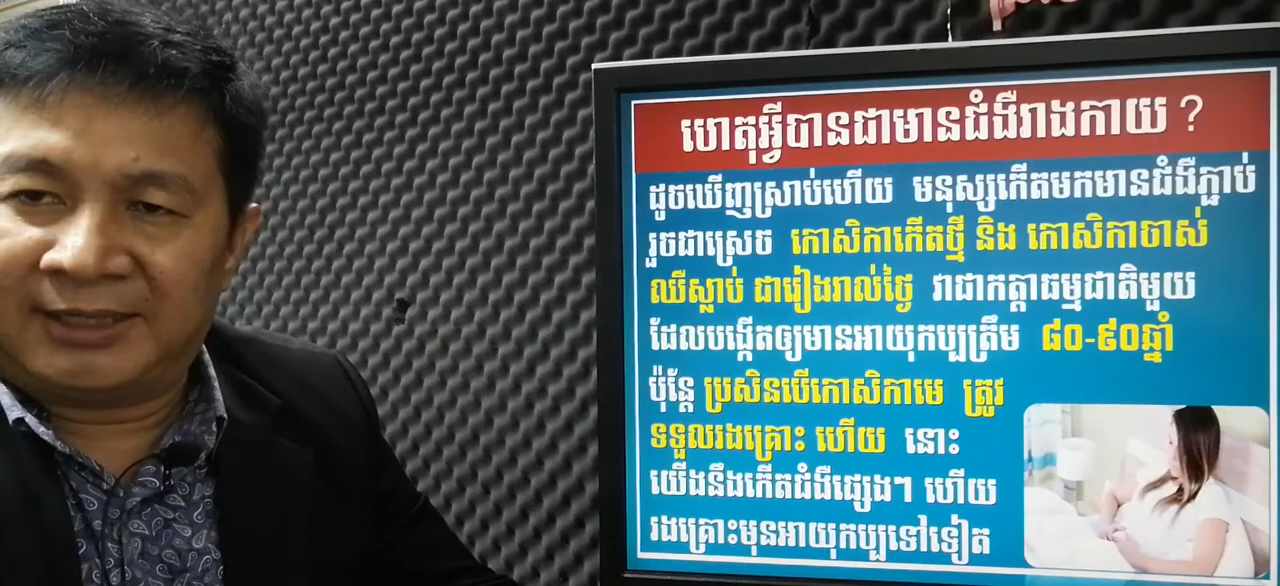 ហេតុអ្វីបានជាមានជំងឺរាងកាយ ?
ដូចឃើញស្រាប់ហើយ មនុស្សកើតមកមានជំងឺភ្ជាប់
រួចជាស្រេច កោសិកាកើតថ្មី និង កោសិកាចាស់
ឈឺស្លាប់ ជារៀងរាល់ថ្ងៃ វាជាកត្តាធម្មជាតិមួយ
ដែលបង្កើតឲ្យមានអាយុកប្បត្រឹម ៨០-៩០ឆ្នាំ
ប៉ុន្តែ ប្រសិនបើកោសិកាមេ ត្រូវ
ទទួលរងគ្រោះ ហើយ នោះ
យើងនឹងកើតជំងឺផ្សេងៗ ហើយ
រងគ្រោះមុនអាយុកប្បទៅទៀត